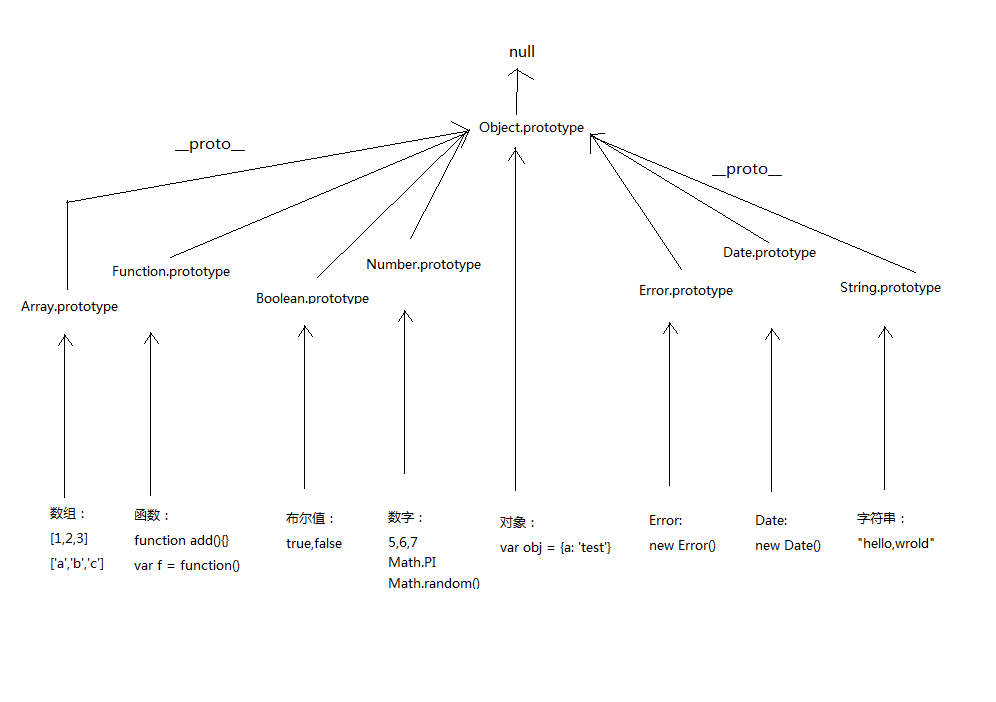 null
Object.prototype
__proto__
__proto__
Date.prototype
Number.prototype
Function.prototype
String.prototype
Error.prototype
Boolean.prototype
Array.prototype
数组：
[1,2,3]
['a','b','c']
函数：
function add(){}
var f = function()
布尔值：
true,false
数字：
5,6,7
Math.PI
Math.random()
对象：
var obj = {a: 'test'}
Error:
new Error()
Date:
new Date()
字符串：
"hello,wrold"